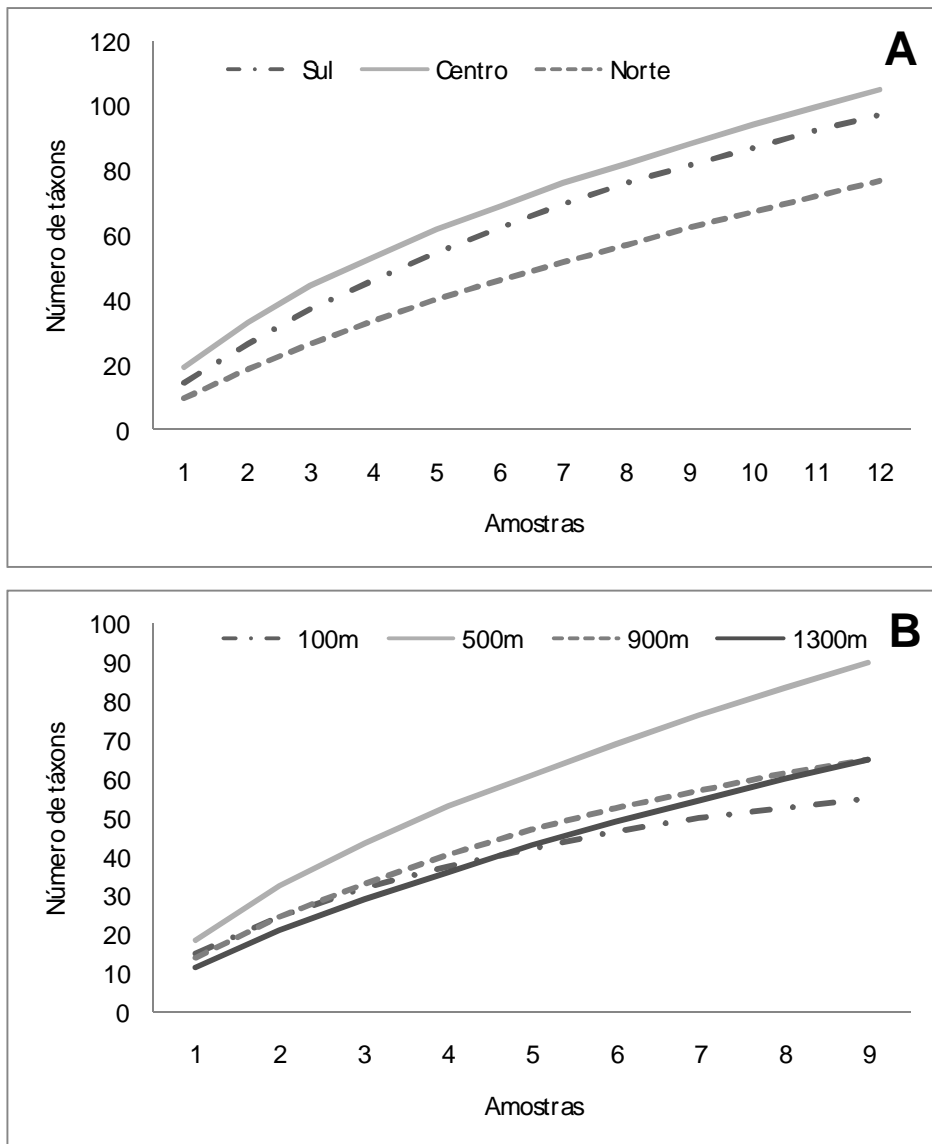 A
120
Sul Centro Norte
100
80
60
40
20
0
Número de táxons
1 2 3 4 5 6 7 8 9 10 11 12
Amostras
B
100
100m 500m 900m 1300m
90
80
70
60
50
40
30
20
10
0
Número de táxons
1 2 3 4 5 6 7 8 9
Amostras